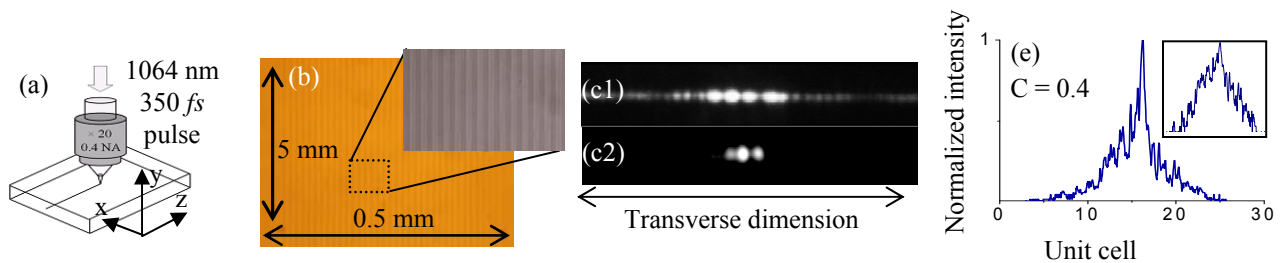 (a)
1064 nm
350 fs
pulse
× 20
0.4 NA
y
x
z
(b)
5 mm
0.5 mm
(c1)
(c2)
Transverse dimension
(e)
C = 0.4
Normalized intensity
1
0
10
20
30
Unit cell